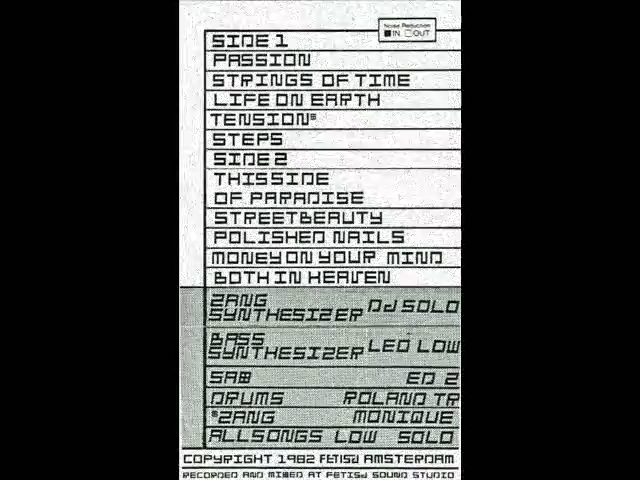 Noise Reduction
IN OUT
SIDE 1
PASSION
STRINGS OF TIME
LIFE ON EARTH
TENSION*
STEPS
SIDE 2
THIS SIDE
OF PARADISE
STREETBEAUTY
POLISHED NAILS
MONEY ON YOUR MIND
BOTH IN HEAVEN
ZANG
SYNTHESIZER DJ SOLO
BASS
SYNTHESIZER LEO LOW
SAX ED Z
DRUMS ROLAND TR
*ZANG MONIQUE
ALL SONGS LOW SOLO
COPYRIGHT 1982 FETISJ AMSTERDAM
RECORDED AND MIXED AT FETISJ SOUND STUDIO